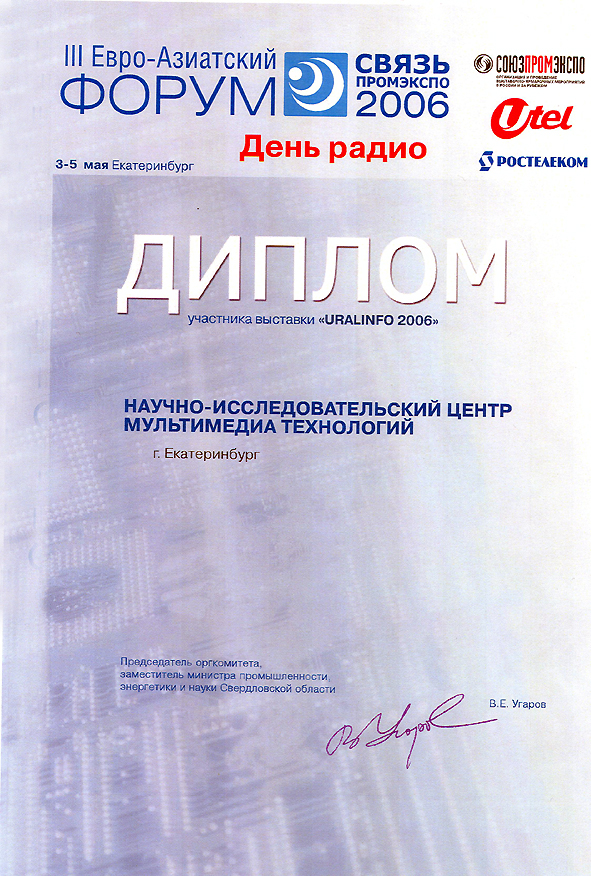 III Евро-Азиатский
ФОРУМ
СВЯЗЬ
ПРОМЭКСПО
2006
СОЮЗПРОМЭКСПО
ОРГАНИЗАЦИЯ И ПРОВЕДЕНИЕ
ВЫСТАВОЧНО-ЯРМАРОЧНЫХ МЕРОПРИЯТИЙ
В РОССИИ И ЗА РУБЕЖОМ
Utel
РОСТЕЛЕКОМ
День радио
3-5 мая Екатеринбург
ДИПЛОМ
участника выставки «URALINFO 2006»
НАУЧНО-ИССЛЕДОВАТЕЛЬСКИЙ ЦЕНТР
МУЛЬТИМЕДИА ТЕХНОЛОГИЙ
г. Екатеринбург
Председатель оргкомитета,
заместитель министра промышленности,
энергетики и науки Свердловской области
В.Е. Угаров